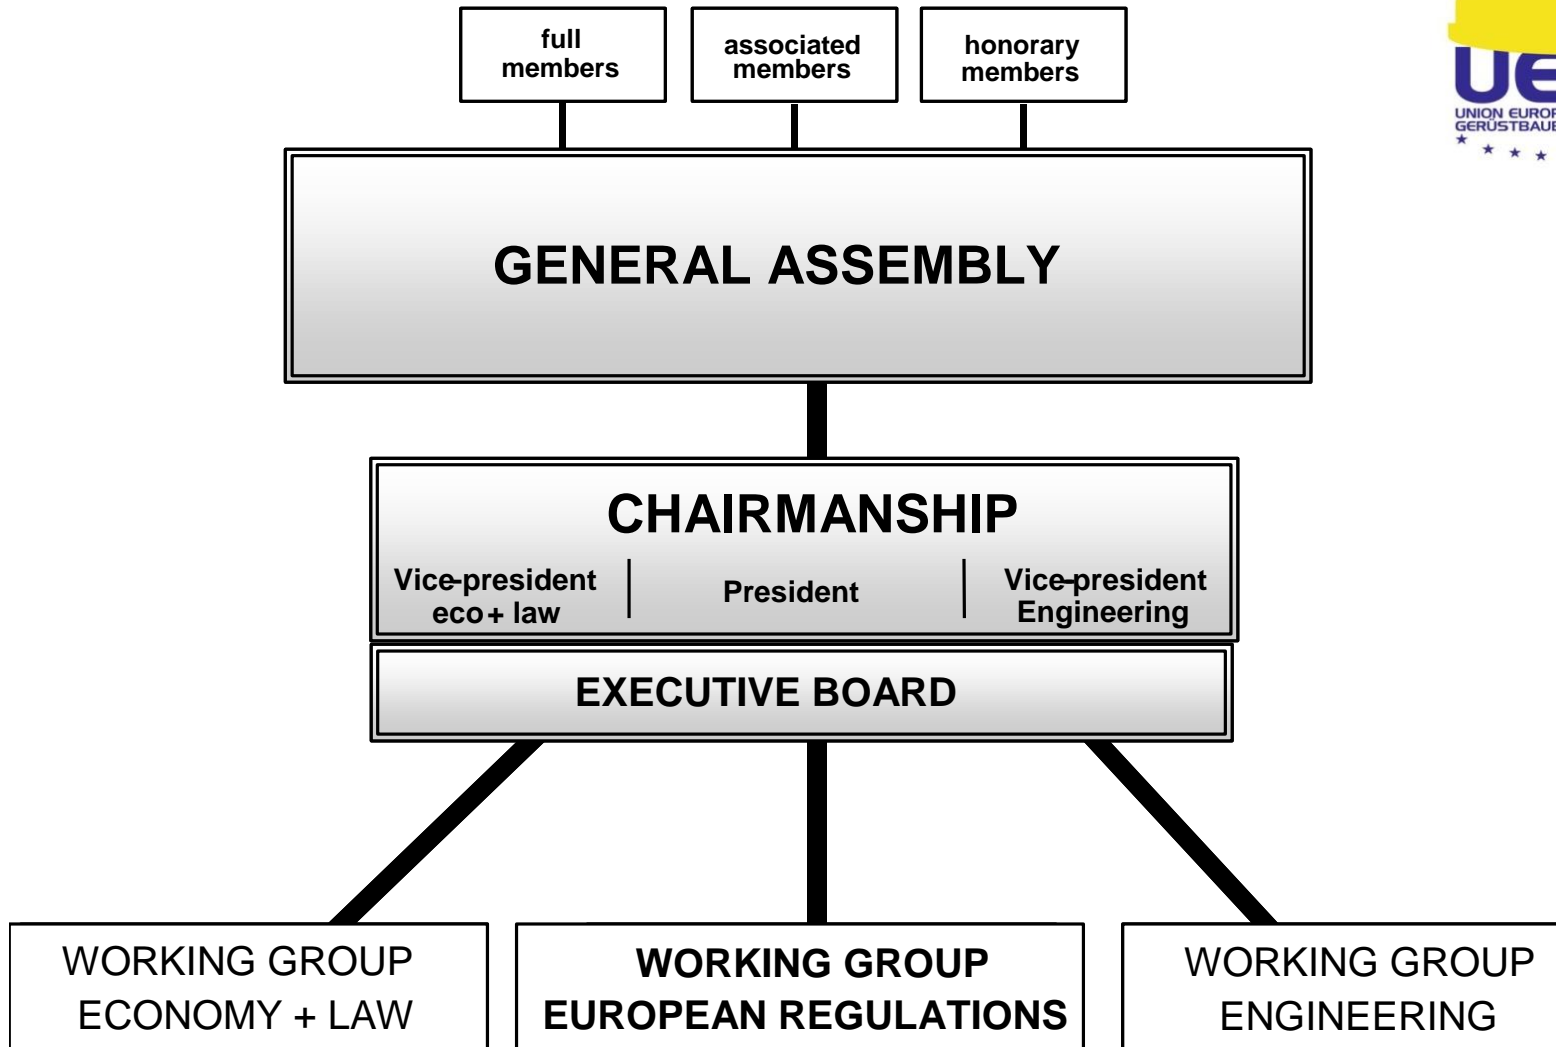 full
members
associated
members
honorary
members
UNION EUROP
GERÜSTBAUE
GENERAL ASSEMBLY
CHAIRMANSHIP
Vice-president
eco + law
President
Vice-president
Engineering
EXECUTIVE BOARD
WORKING GROUP
ECONOMY + LAW
WORKING GROUP
EUROPEAN REGULATIONS
WORKING GROUP
ENGINEERING